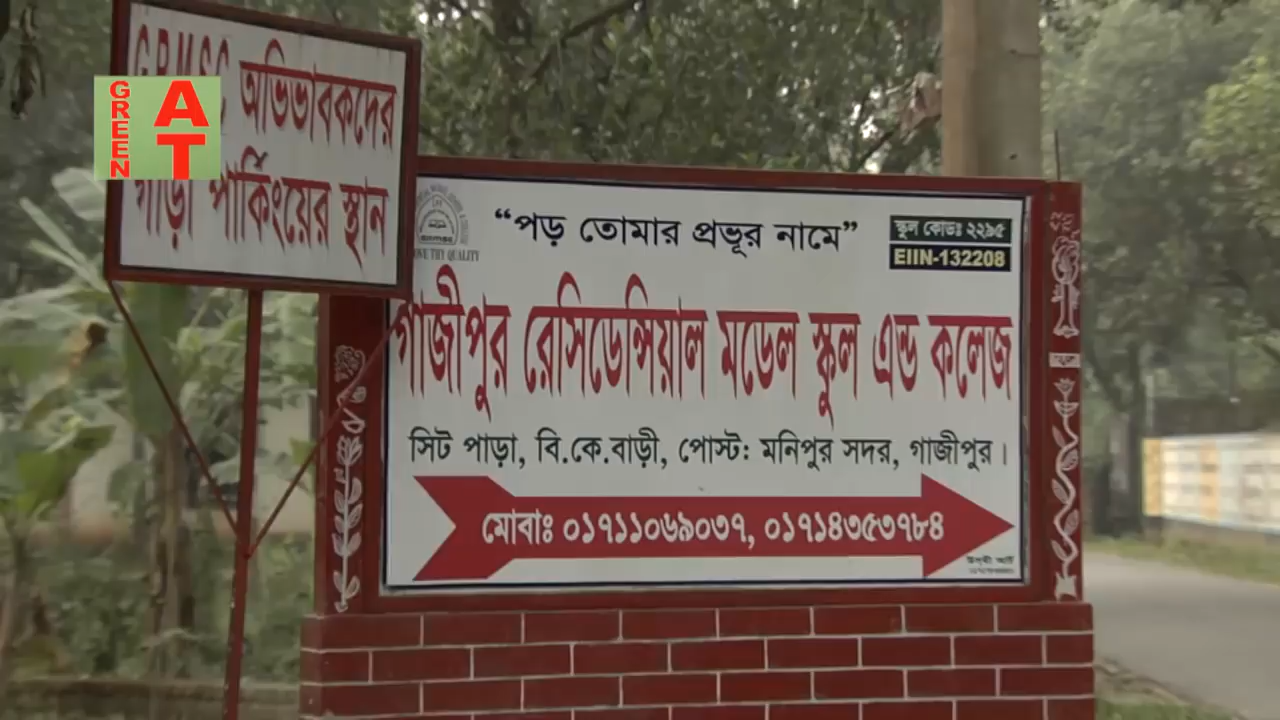 G.R.M.S.C অভিভাবকদের
গাড়ী পার্কিংয়ের স্থান
GREEN
AT
"পড় তোমার প্রভূর নামে"
স্কুল কোডঃ ২২৯৫
EIIN-132208
গাজীপুর রেসিডেন্সিয়াল মডেল স্কুল এন্ড কলেজ
সিট পাড়া, বি.কে.বাড়ী, পোস্ট: মনিপুর সদর, গাজীপুর।
মোবাঃ ০১৭১১০৬৯০৩৭, ০১৭১৪৩৫৩৭৮৪